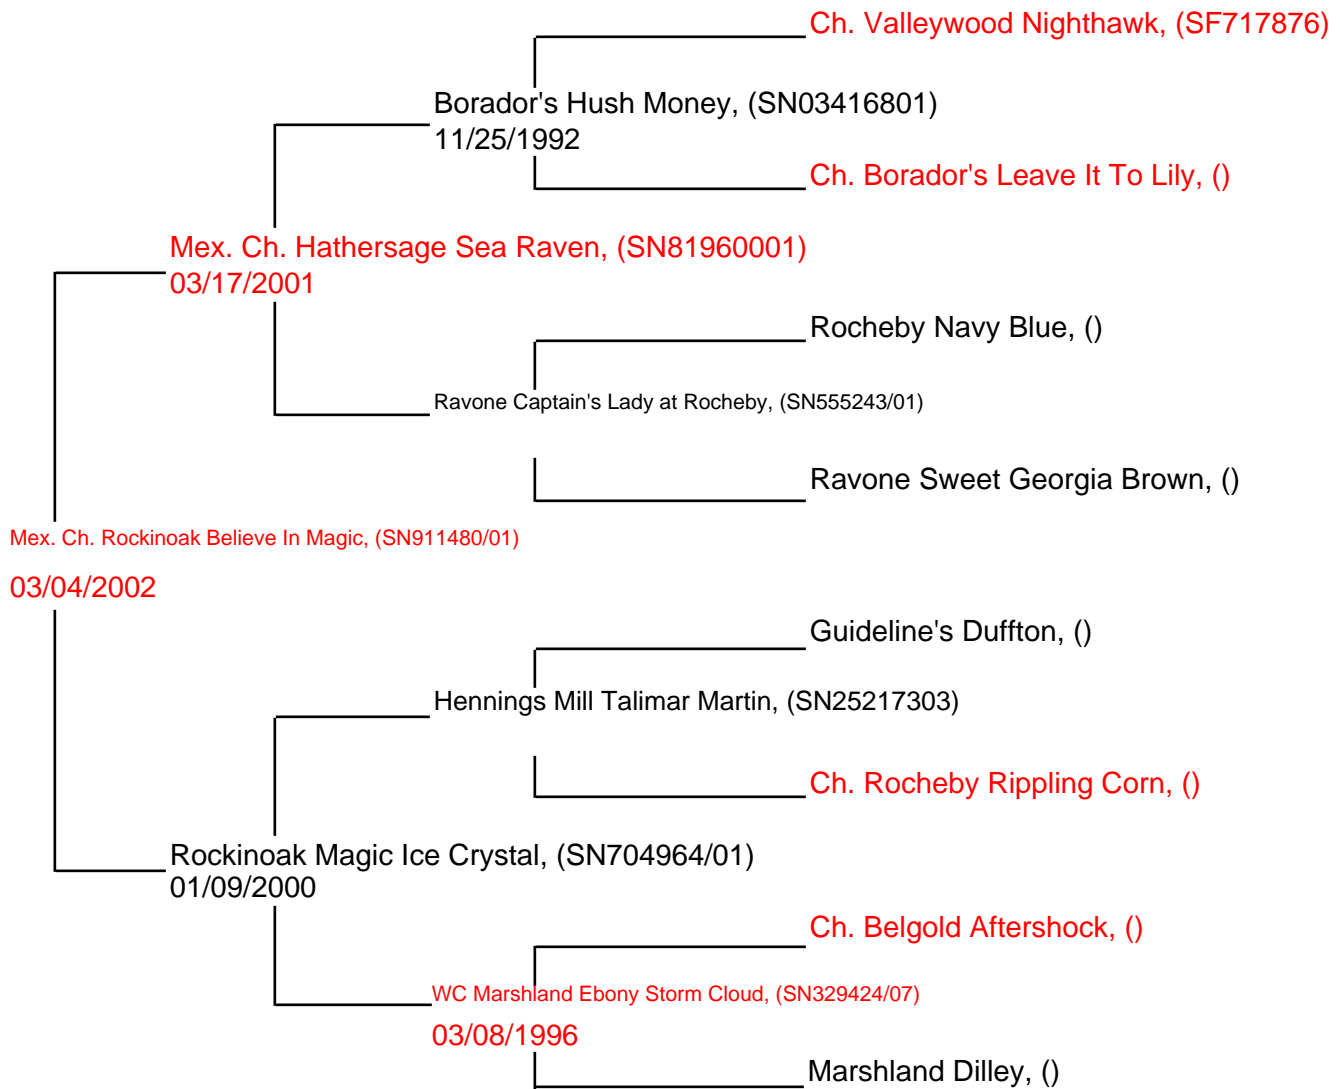 Ch. Valleywood Nighthawk, (SF717876)
Borador's Hush Money, (SN03416801)
11/25/1992
Ch. Borador's Leave It To Lily, ()
Mex. Ch. Hathersage Sea Raven, (SN81960001)
03/17/2001
Rocheby Navy Blue, ()
Ravone Captain's Lady at Rocheby, (SN555243/01)
Ravone Sweet Georgia Brown, ()
Mex. Ch. Rockinoak Believe In Magic, (SN911480/01)
03/04/2002
Guideline's Duffton, ()
Hennings Mill Talimar Martin, (SN25217303)
Ch. Rocheby Rippling Corn, ()
Rockinoak Magic Ice Crystal, (SN704964/01)
01/09/2000
Ch. Belgold Aftershock, ()
WC Marshland Ebony Storm Cloud, (SN329424/07)
03/08/1996
Marshland Dilley, ()